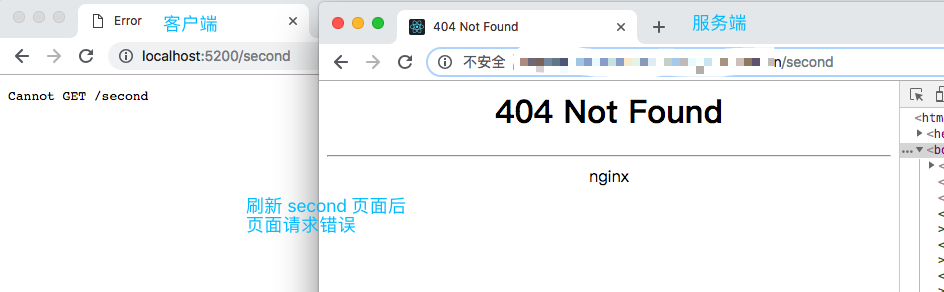 Error
客户端
localhost:5200/second
Cannot GET /second
404 Not Found
服务端
不安全
n/second
404 Not Found
nginx
刷新 second 页面后
页面请求错误
<htm
<he
<bo